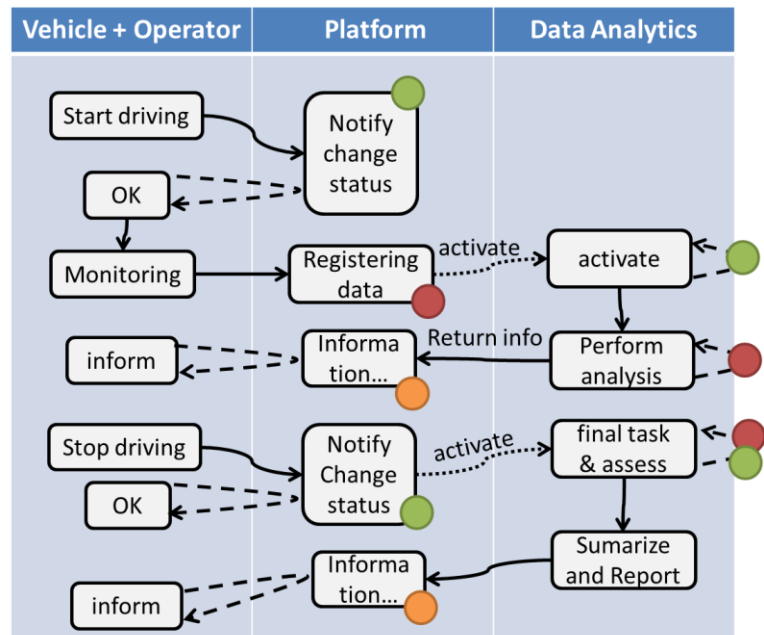 Vehicle + Operator
Platform
Data Analytics
Start driving
Notify
change
status
OK
Monitoring
Registering
data
activate
activate
inform
Informa
tion...
Return info
Perform
analysis
Stop driving
Notify
Change
status
activate
final task
& assess
OK
Sumarize
and Report
Informa
tion...
inform